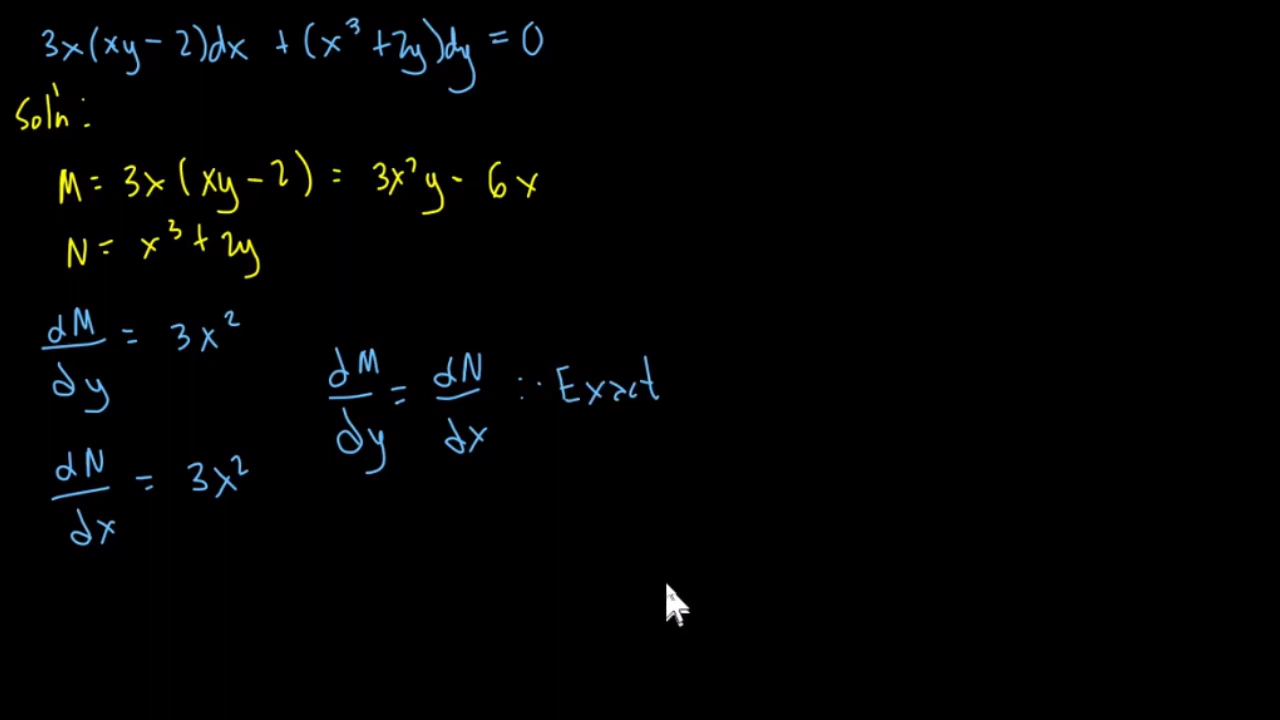 3x(xy - 2)dx + (x³ + 2y)dy = 0
Sol'n :
M = 3x(xy - 2) = 3x²y - 6x
N = x³ + 2y
dM/dy = 3x²
dM/dy = dN/dx ∴ Exact
dN/dx = 3x²